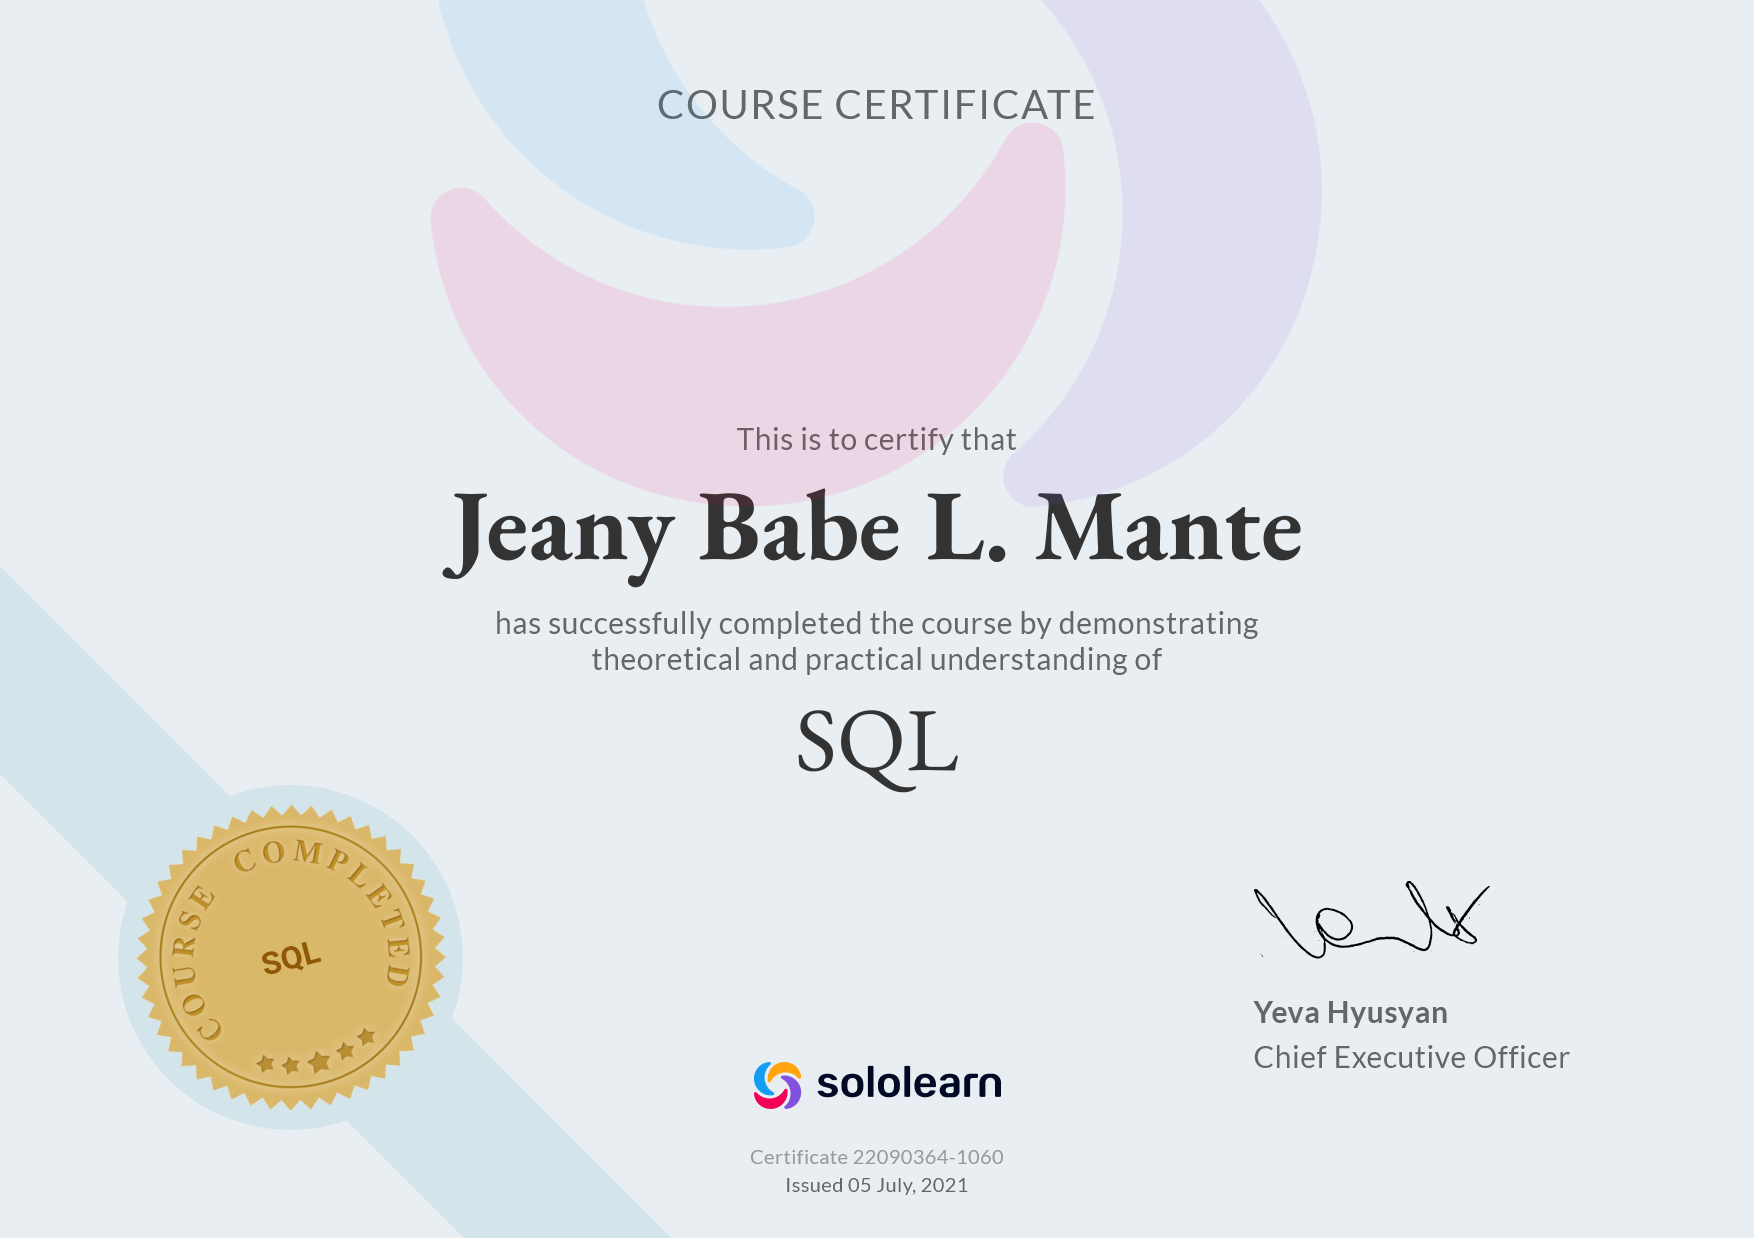 COURSE CERTIFICATE
This is to certify that
Jeany Babe L. Mante
has successfully completed the course by demonstrating
theoretical and practical understanding of
SQL
COURSE COMPLETED
SQL
Yeva Hyusyan
Chief Executive Officer
sololearn
Certificate 22090364-1060
Issued 05 July, 2021